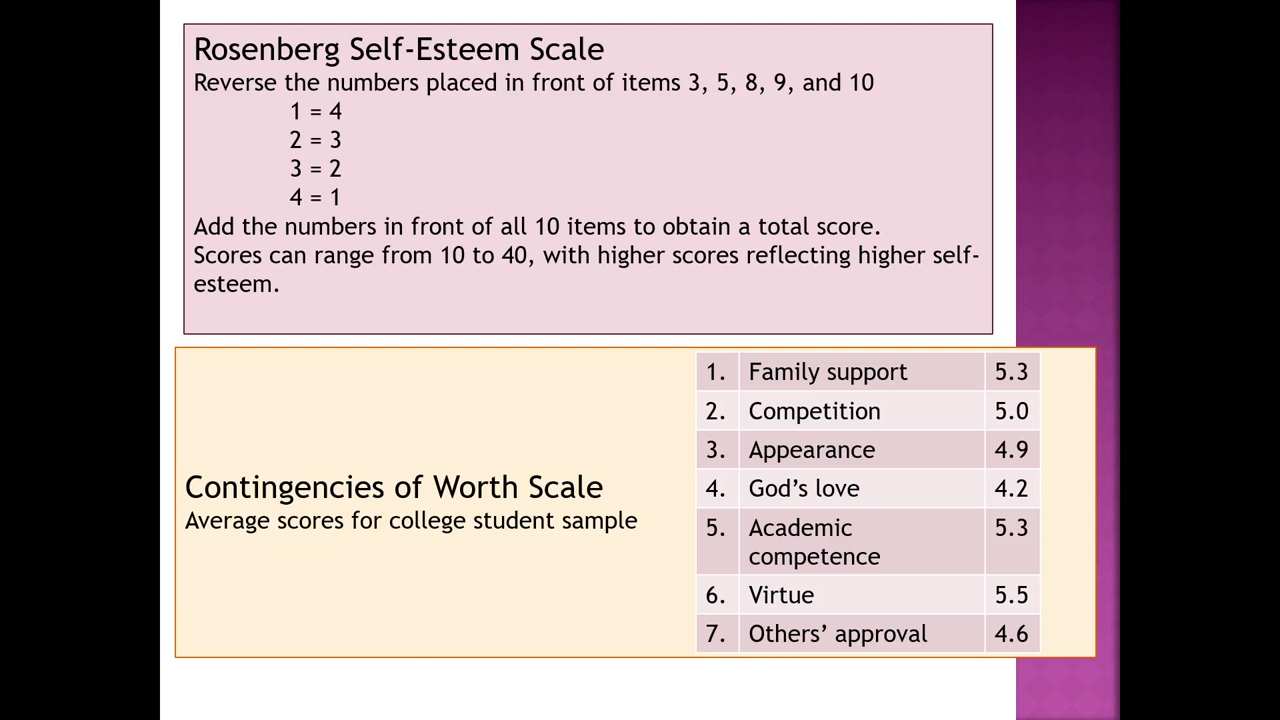 Rosenberg Self-Esteem Scale
Reverse the numbers placed in front of items 3, 5, 8, 9, and 10
1 = 4
2 = 3
3 = 2
4 = 1
Add the numbers in front of all 10 items to obtain a total score.
Scores can range from 10 to 40, with higher scores reflecting higher self-
esteem.
Contingencies of Worth Scale
Average scores for college student sample
1. Family support 5.3
2. Competition 5.0
3. Appearance 4.9
4. God’s love 4.2
5. Academic 5.3
competence
6. Virtue 5.5
7. Others’ approval 4.6